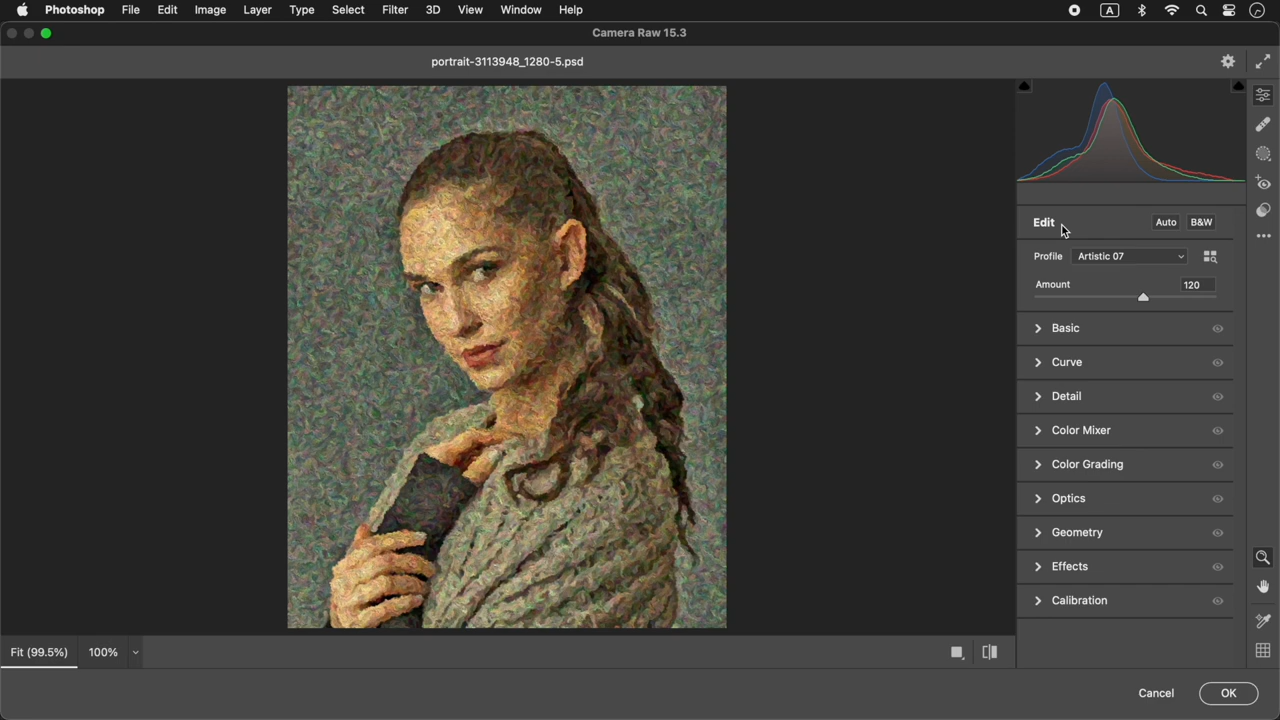 Photoshop File Edit Image Layer Type Select Filter 3D View Window Help A
Camera Raw 15.3
portrait-3113948_1280-5.psd
Edit Auto B&W
Profile Artistic 07
Amount 120
Basic
Curve
Detail
Color Mixer
Color Grading
Optics
Geometry
Effects
Calibration
Fit (99.5%) 100%
Cancel OK